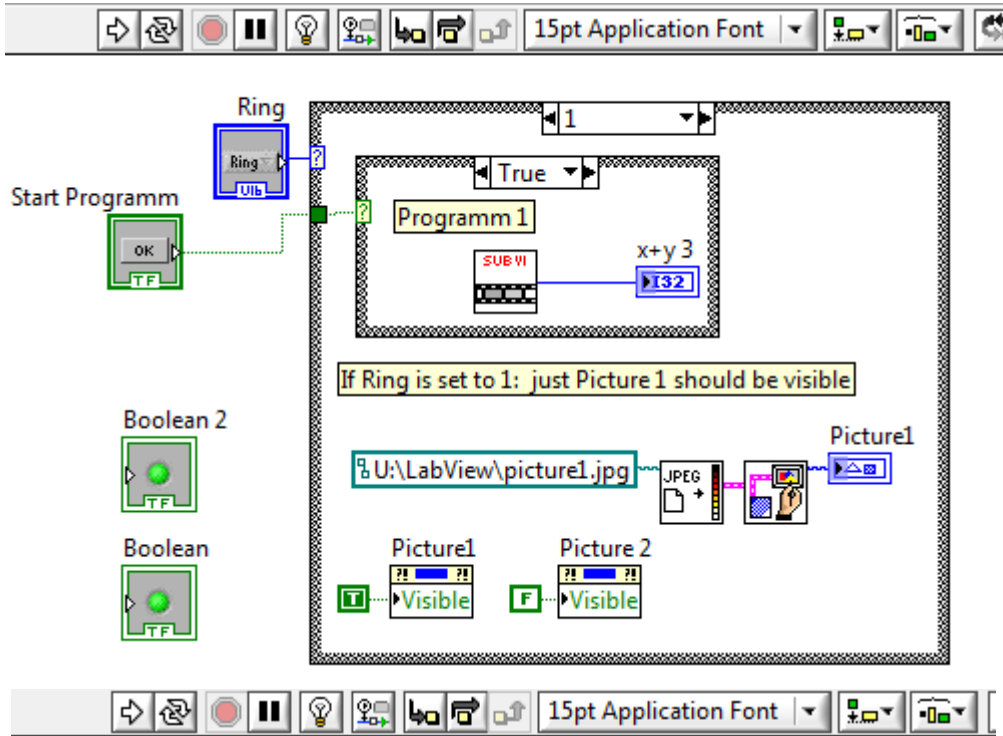 15pt Application Font
Ring
1
Ring
U16
True
Start Programm
Programm 1
OK
TF
SUB VI
x+y 3
I32
If Ring is set to 1:  just Picture 1 should be visible
Boolean 2
TF
Picture1
U:\LabView\picture1.jpg
JPEG
Boolean
TF
Picture1
Picture 2
?! ?!
?! ?!
T
Visible
F
Visible
15pt Application Font